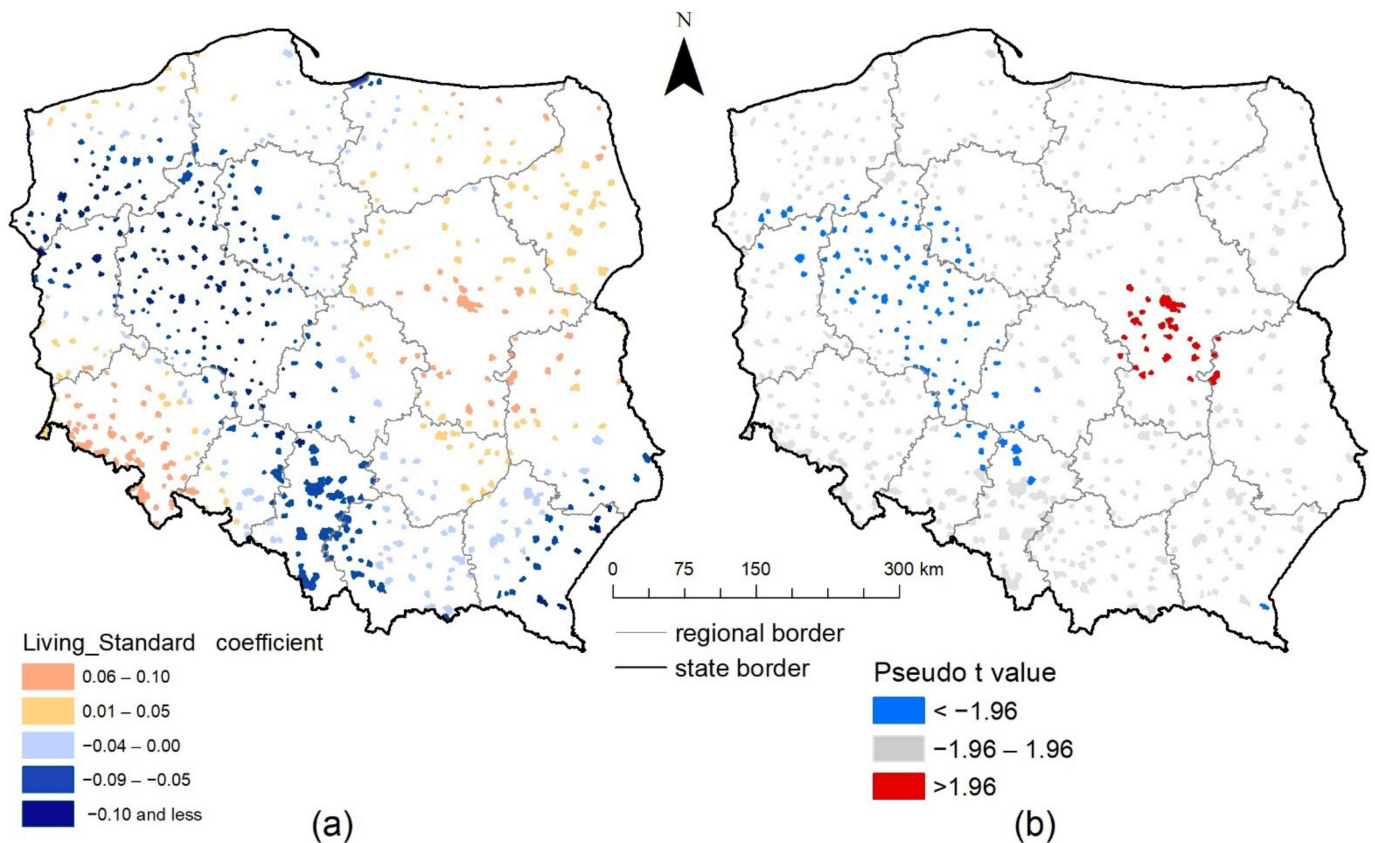 N
0 75 150 300 km
regional border
state border
Living_Standard coefficient
0.06 – 0.10
0.01 – 0.05
−0.04 – 0.00
−0.09 – −0.05
−0.10 and less
(a)
Pseudo t value
< −1.96
−1.96 – 1.96
>1.96
(b)